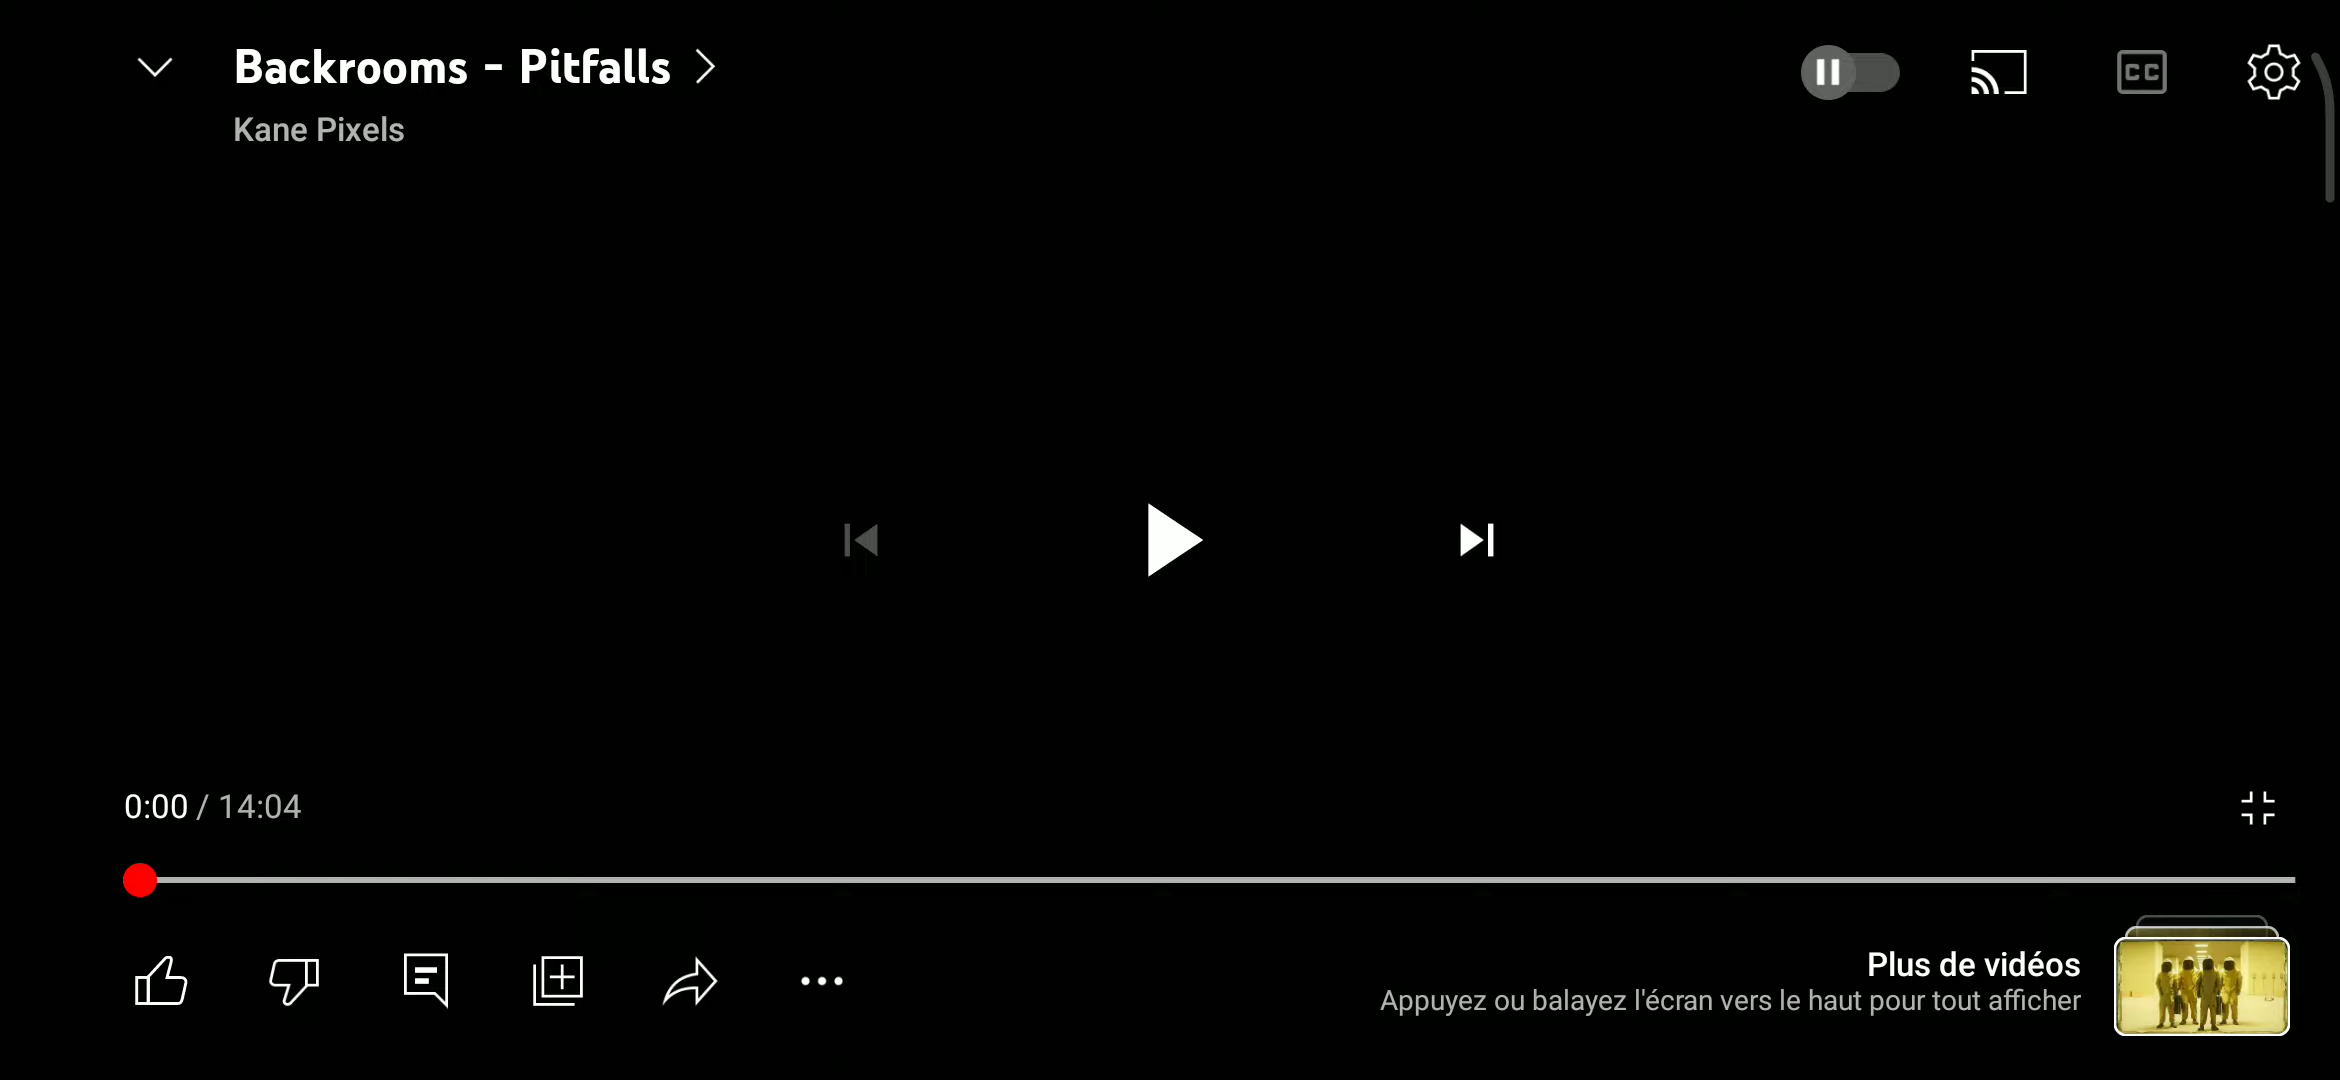 Backrooms - Pitfalls
Kane Pixels
CC
0:00 / 14:04
Plus de vidéos
Appuyez ou balayez l'écran vers le haut pour tout afficher